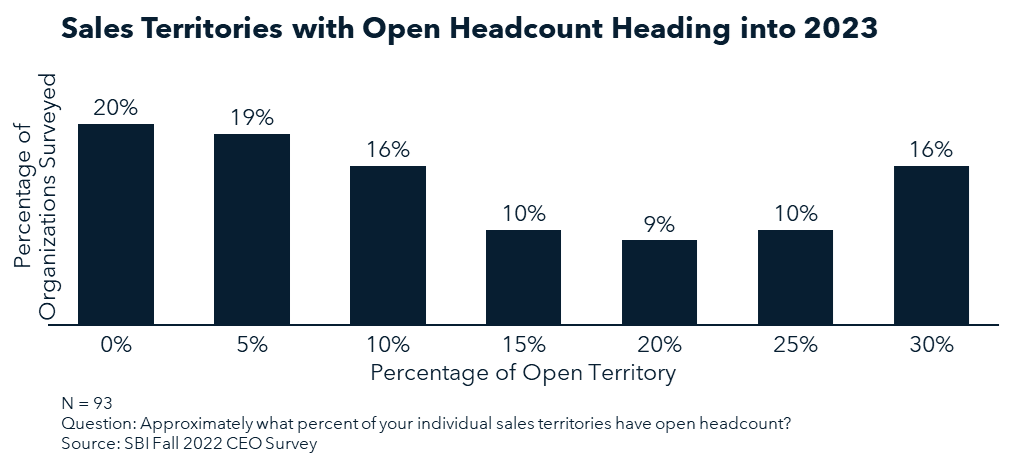 Sales Territories with Open Headcount Heading into 2023
Percentage of
Organizations Surveyed
20%
19%
16%
10%
9%
10%
16%
0%
5%
10%
15%
20%
25%
30%
Percentage of Open Territory
N = 93
Question: Approximately what percent of your individual sales territories have open headcount?
Source: SBI Fall 2022 CEO Survey